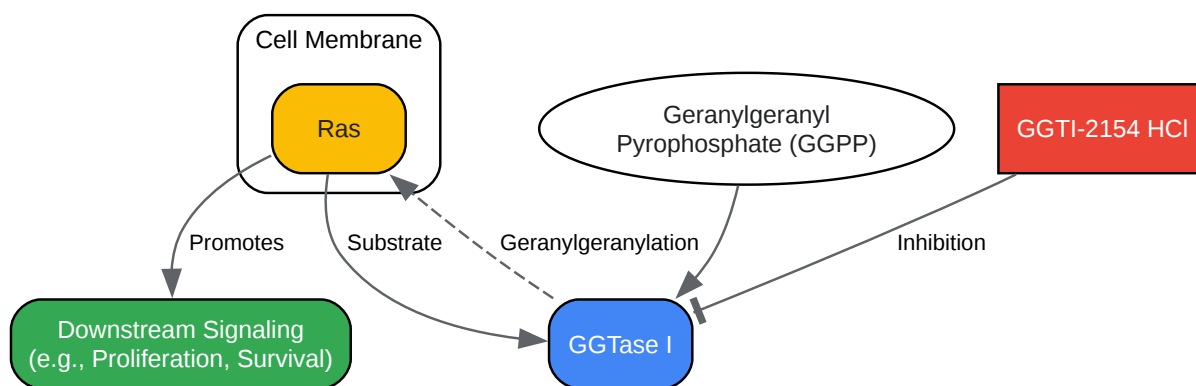 Cell Membrane
Ras
Geranylgeranyl
Pyrophosphate (GGPP)
GGTI-2154 HCl
Promotes
Substrate
Geranylgeranylation
Inhibition
Downstream Signaling
(e.g., Proliferation, Survival)
GGTase I